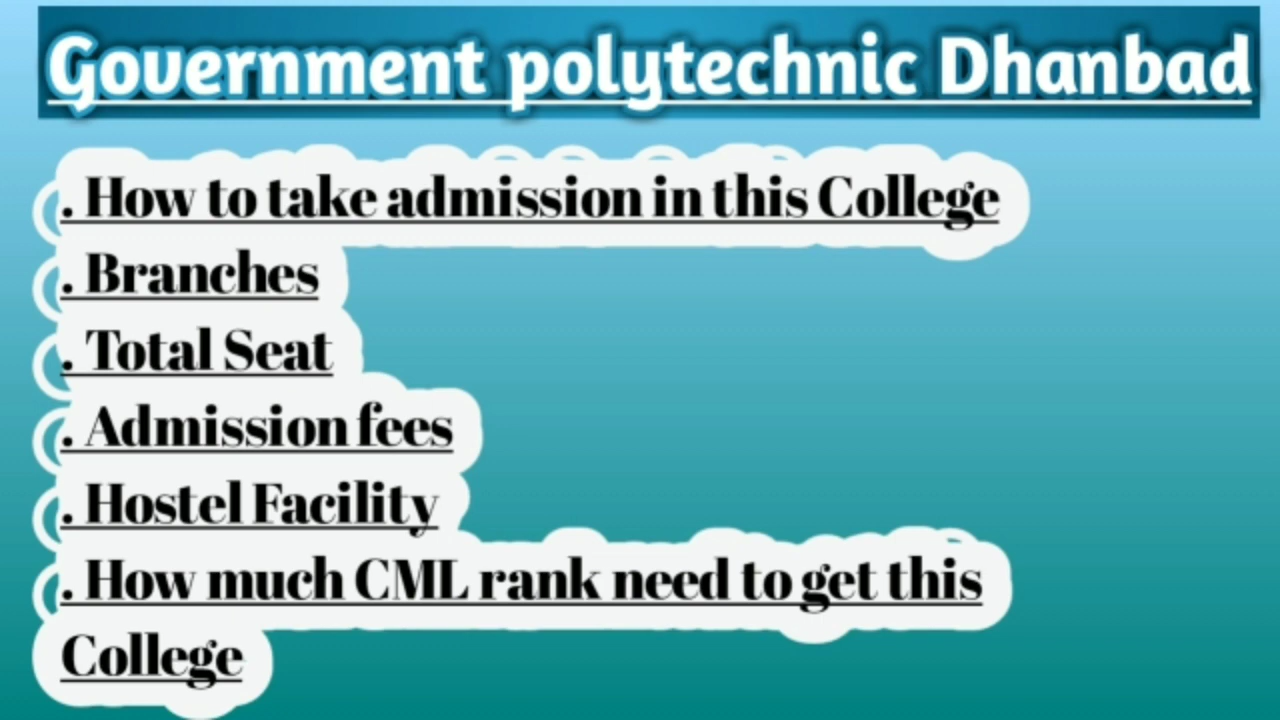 Government polytechnic Dhanbad
. How to take admission in this College
. Branches
. Total Seat
. Admission fees
. Hostel Facility
. How much CML rank need to get this
College